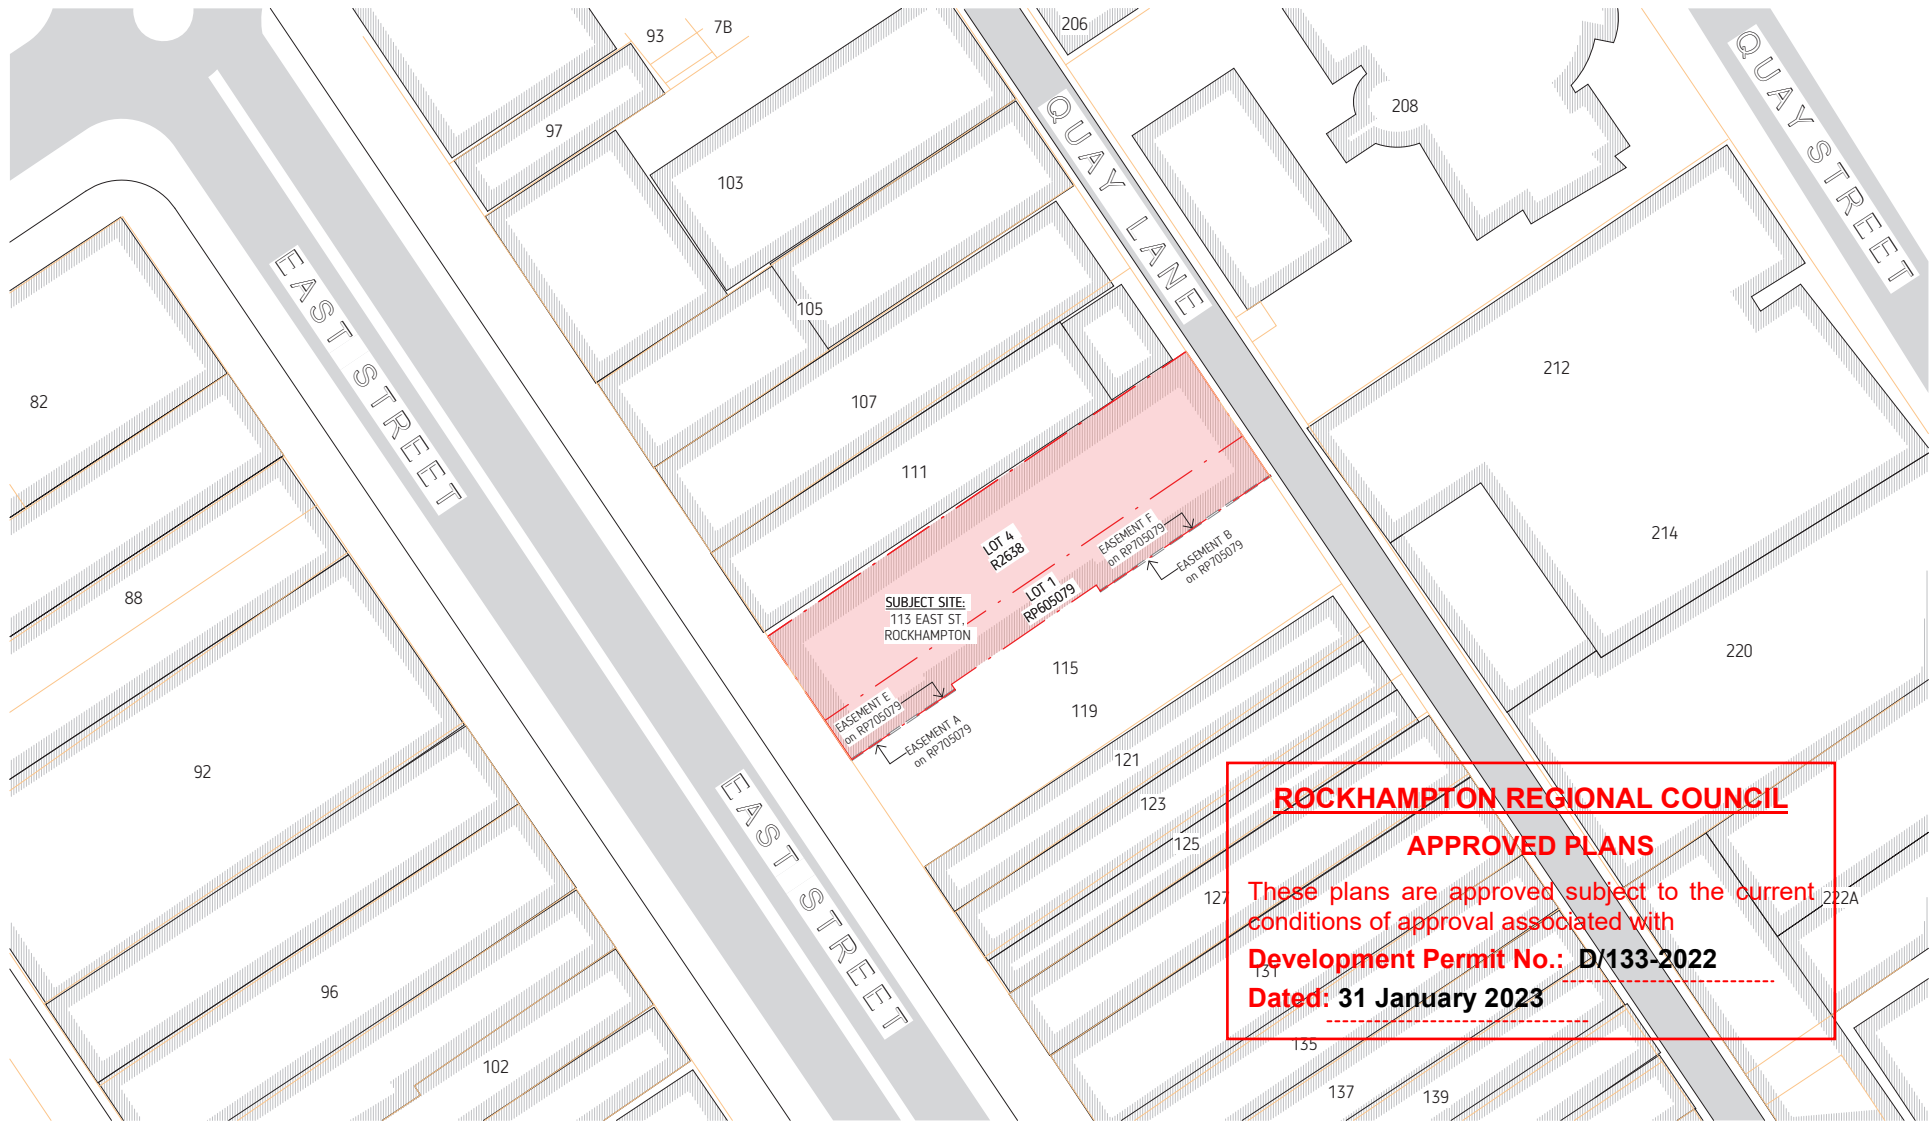 206
93
7B
97
103
105
107
111
82
88
92
96
102
208
212
214
220
222A
QUAY LANE
QUAY STREET
EAST STREET
EAST STREET
LOT 4
R2638
LOT 1
RP605079
SUBJECT SITE:
113 EAST ST,
ROCKHAMPTON
EASEMENT F
on RP705079
EASEMENT B
on RP705079
EASEMENT E
on RP705079
EASEMENT A
on RP705079
115
119
121
123
125
127
131
135
137
139
ROCKHAMPTON REGIONAL COUNCIL
APPROVED PLANS
These plans are approved subject to the current
conditions of approval associated with
Development Permit No.: D/133-2022
Dated: 31 January 2023